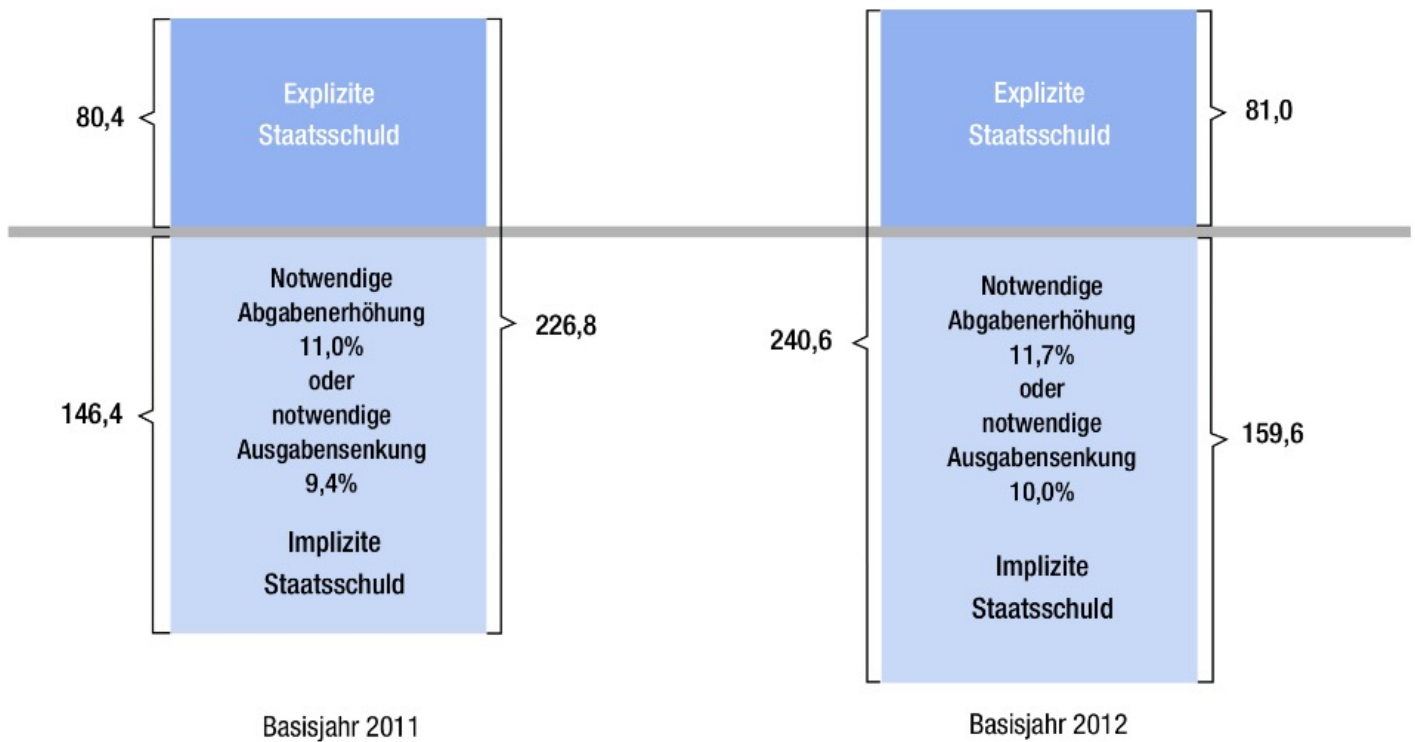 80,4
Explizite
Staatsschuld
146,4
Notwendige
Abgabenerhöhung
11,0%
oder
notwendige
Ausgabensenkung
9,4%
Implizite
Staatsschuld
226,8
Basisjahr 2011
240,6
Explizite
Staatsschuld
81,0
Notwendige
Abgabenerhöhung
11,7%
oder
notwendige
Ausgabensenkung
10,0%
Implizite
Staatsschuld
159,6
Basisjahr 2012